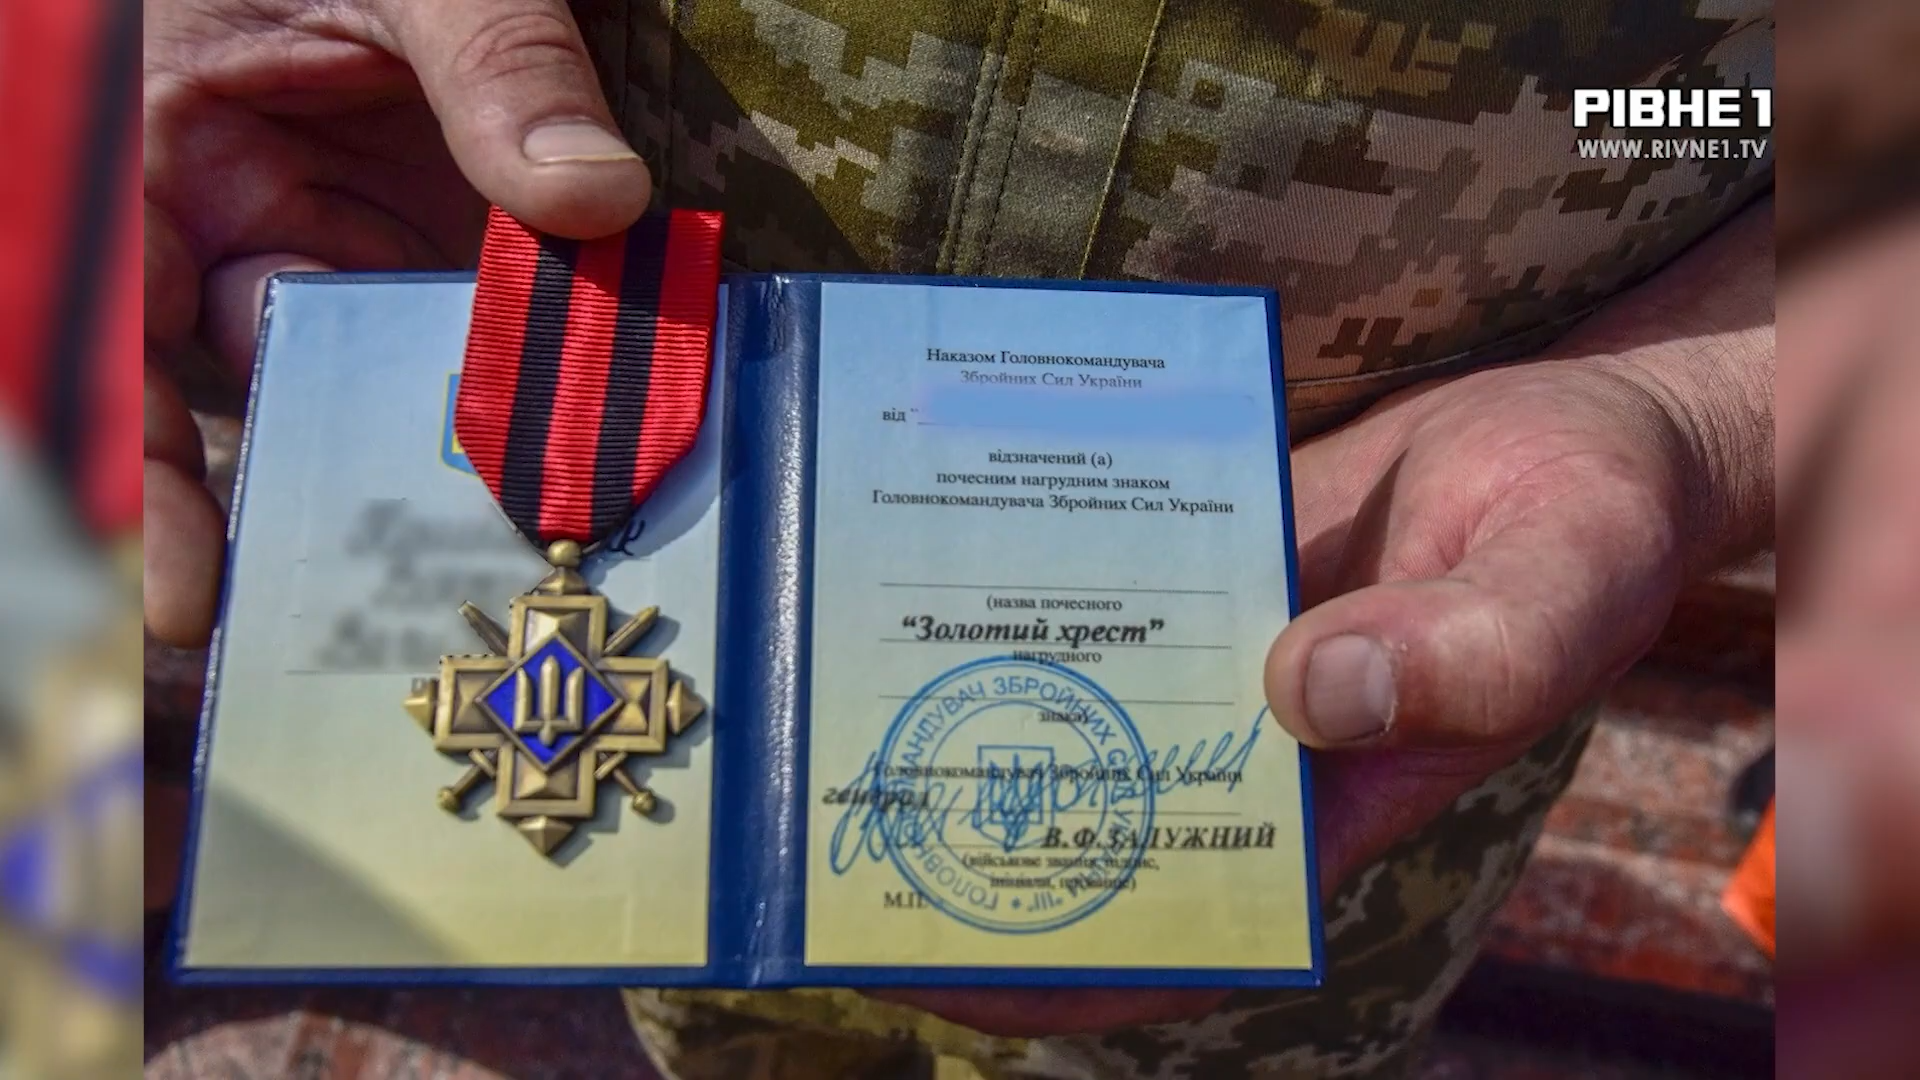 РІВНЕ 1
WWW.RIVNE1.TV
Наказом Головнокомандувача
Збройних Сил України
від "
відзначений (а)
почесним нагрудним знаком
Головнокомандувача Збройних Сил України
(назва почесного
“Золотий хрест”
нагрудного
знака)
Головнокомандувач Збройних Сил України
генерал
В.Ф.ЗАЛУЖНИЙ
(військове звання, підпис,
ініціали, прізвище)
М.П.